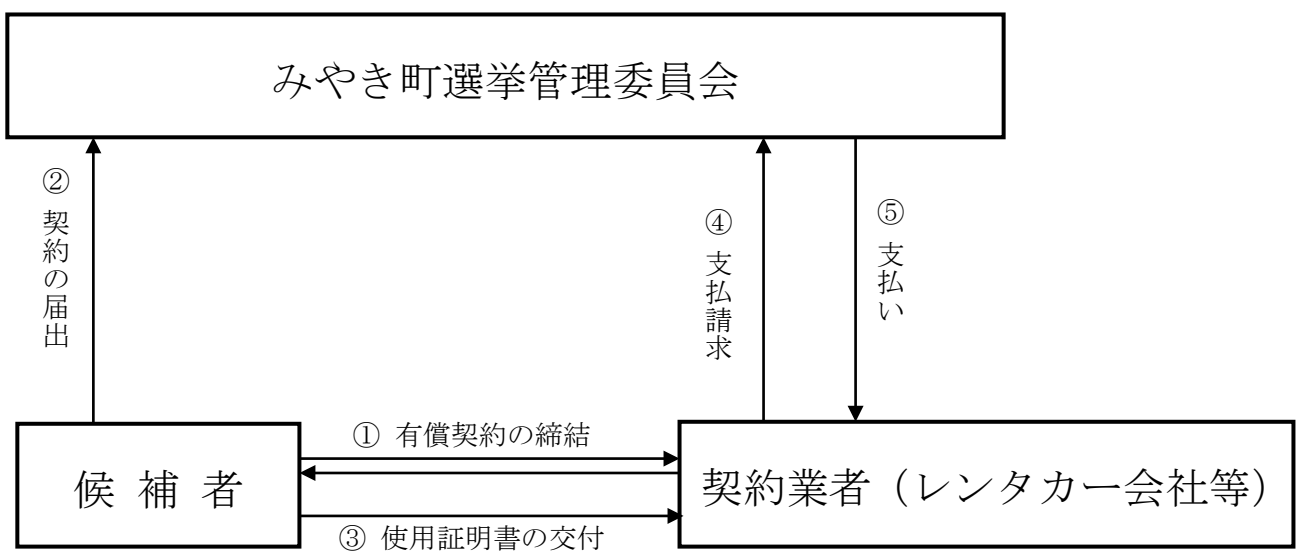 みやき町選挙管理委員会
② 契約の届出
④ 支払請求
⑤ 支払い
① 有償契約の締結
候 補 者
契約業者（レンタカー会社等）
③ 使用証明書の交付